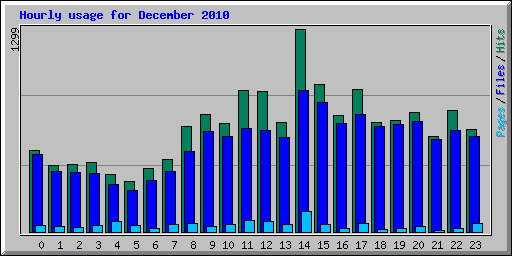 Hourly usage for December 2010
1299
Pages/Files/Hits
0 1 2 3 4 5 6 7 8 9 10 11 12 13 14 15 16 17 18 19 20 21 22 23